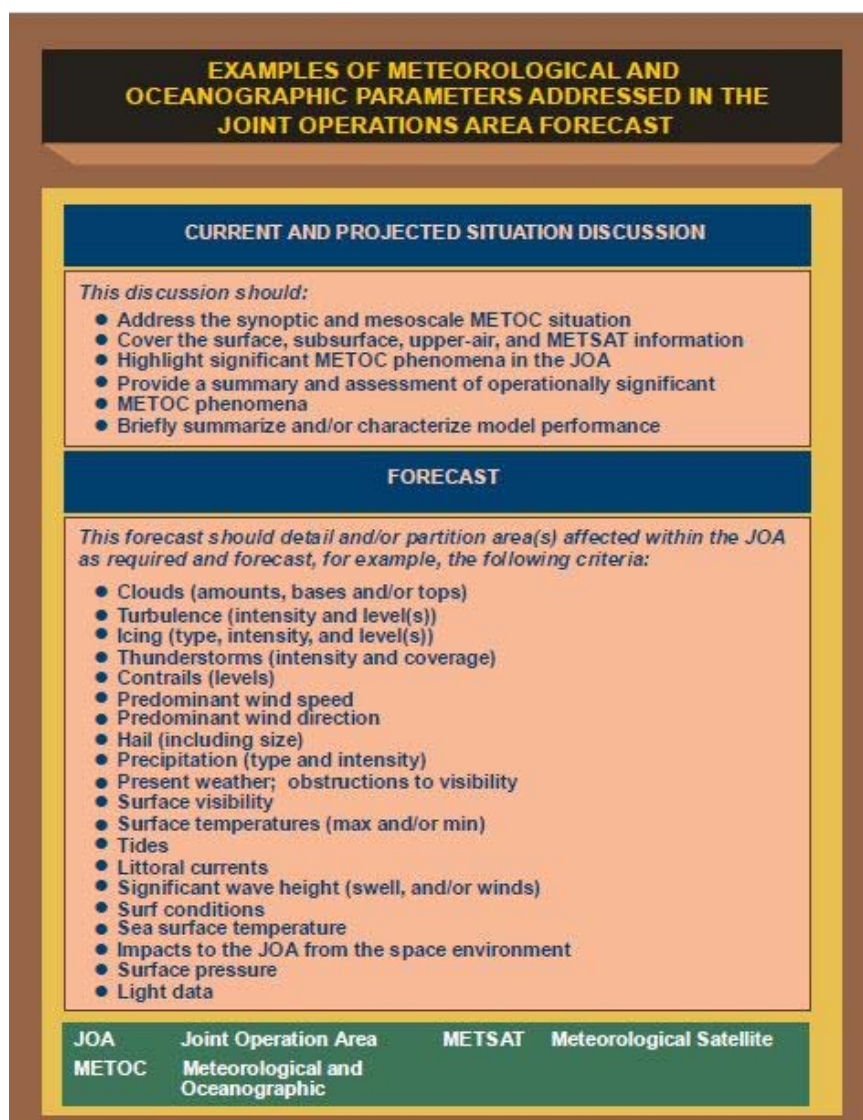 EXAMPLES OF METEOROLOGICAL AND
OCEANOGRAPHIC PARAMETERS ADDRESSED IN THE
JOINT OPERATIONS AREA FORECAST
CURRENT AND PROJECTED SITUATION DISCUSSION
This discussion should:
● Address the synoptic and mesoscale METOC situation
● Cover the surface, subsurface, upper-air, and METSAT information
● Highlight significant METOC phenomena in the JOA
● Provide a summary and assessment of operationally significant
● METOC phenomena
● Briefly summarize and/or characterize model performance
FORECAST
This forecast should detail and/or partition area(s) affected within the JOA
as required and forecast, for example, the following criteria:
● Clouds (amounts, bases and/or tops)
● Turbulence (intensity and level(s))
● Icing (type, intensity, and level(s))
● Thunderstorms (intensity and coverage)
● Contrails (levels)
● Predominant wind speed
● Predominant wind direction
● Hail (including size)
● Precipitation (type and intensity)
● Present weather; obstructions to visibility
● Surface visibility
● Surface temperatures (max and/or min)
● Tides
● Littoral currents
● Significant wave height (swell, and/or winds)
● Surf conditions
● Sea surface temperature
● Impacts to the JOA from the space environment
● Surface pressure
● Light data
JOA Joint Operation Area METSAT Meteorological Satellite
METOC Meteorological and
Oceanographic